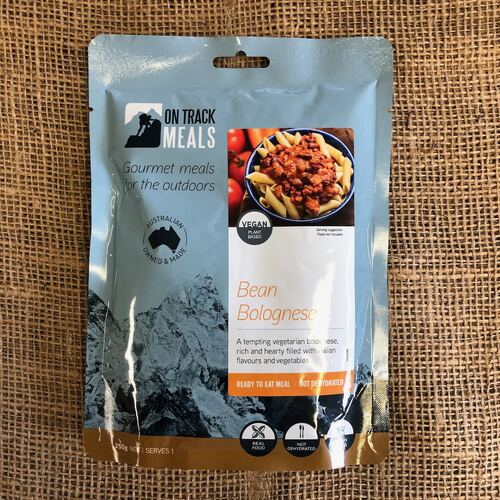 ON TRACK
MEALS
Gourmet meals
for the outdoors
AUSTRALIAN
OWNED & MADE
VEGAN
PLANT
BASED
Serving suggestion
Pasta not included
Bean
Bolognese
A tempting vegetarian bolognese,
rich and hearty filled with Italian
flavours and vegetables.
READY TO EAT MEAL | NOT DEHYDRATED
REAL
FOOD
NOT
DEHYDRATED
250g NET | SERVES 1